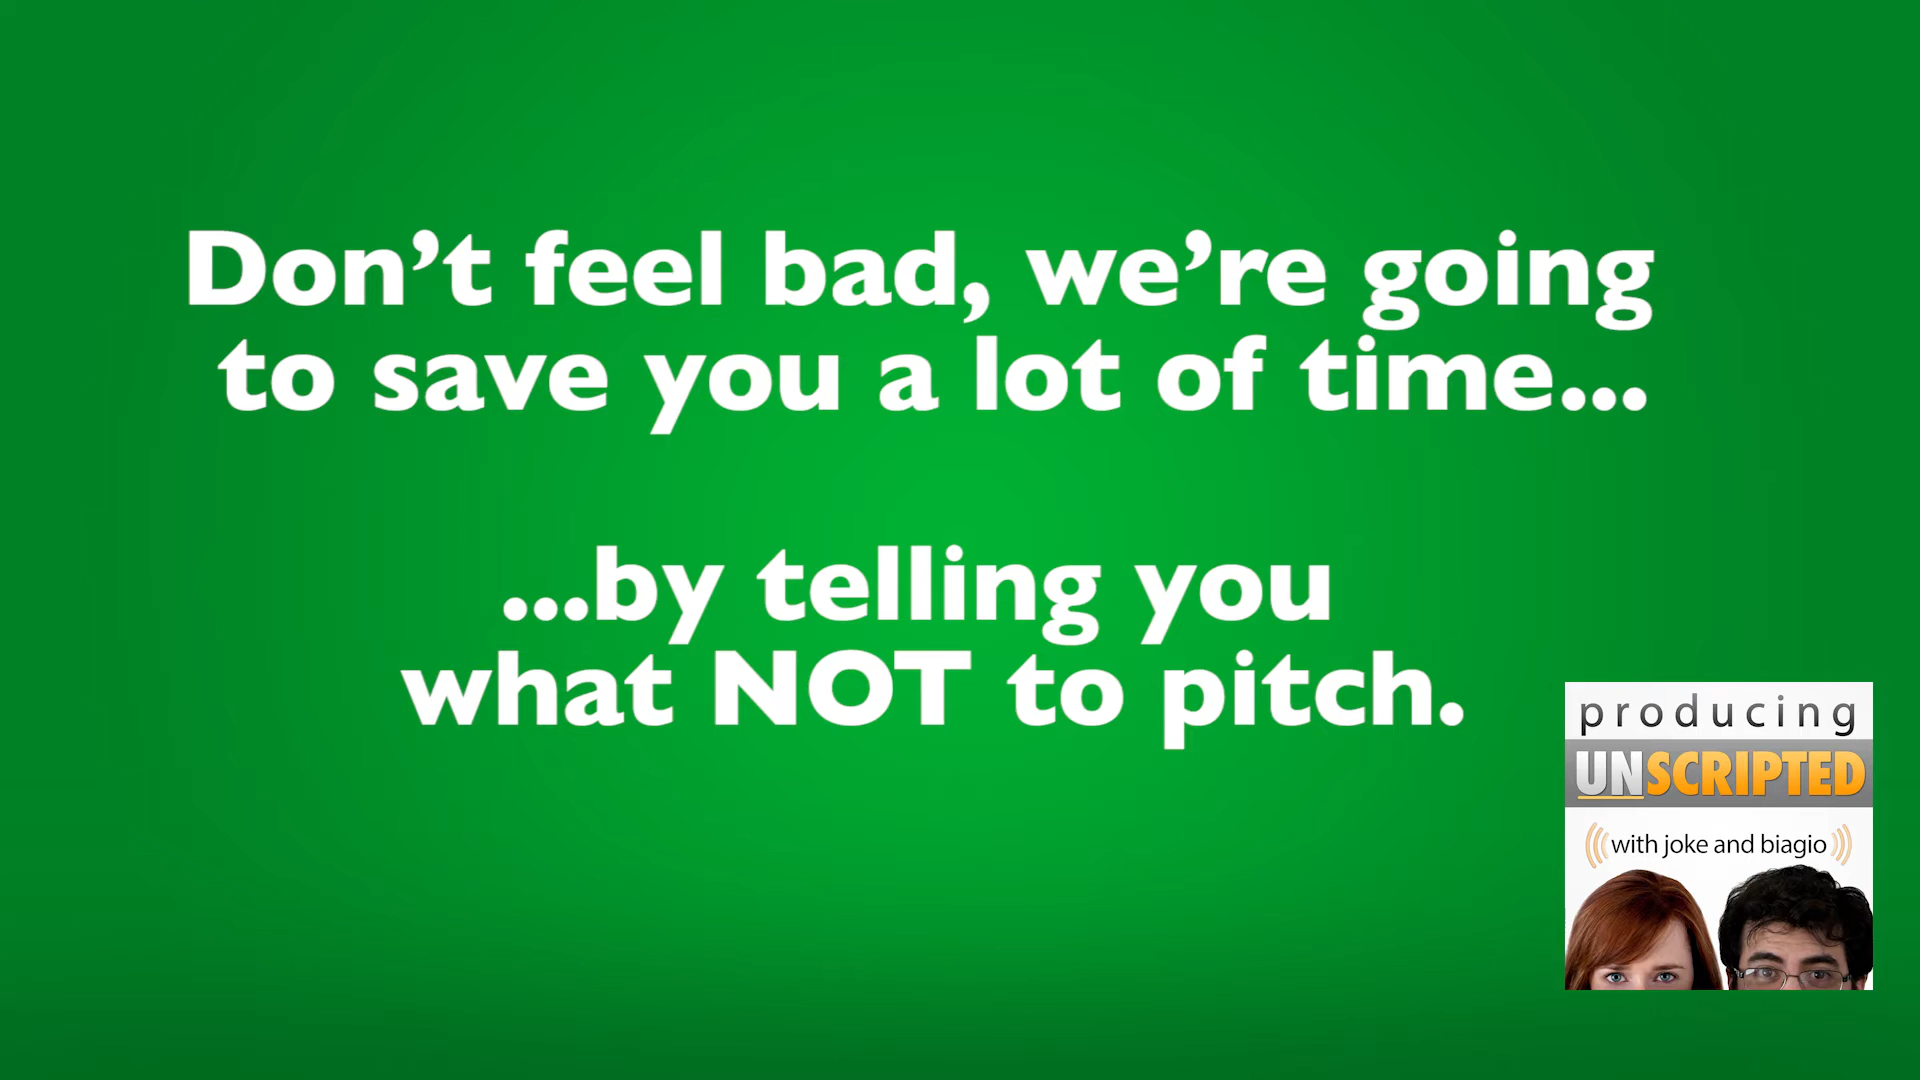 Don’t feel bad, we’re going
to save you a lot of time...
...by telling you
what NOT to pitch.
producing
UNSCRIPTED
with joke and biagio